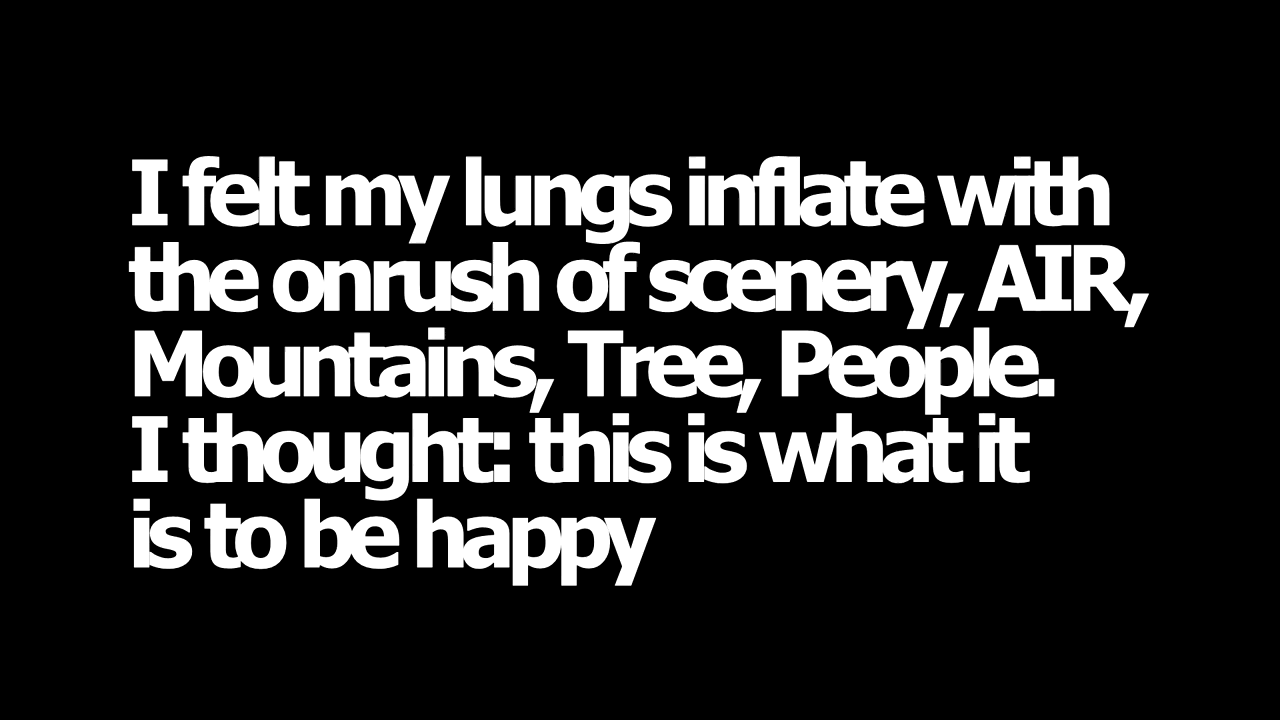 I felt my lungs inflate with
the onrush of scenery, AIR,
Mountains, Tree, People.
I thought: this is what it
is to be happy